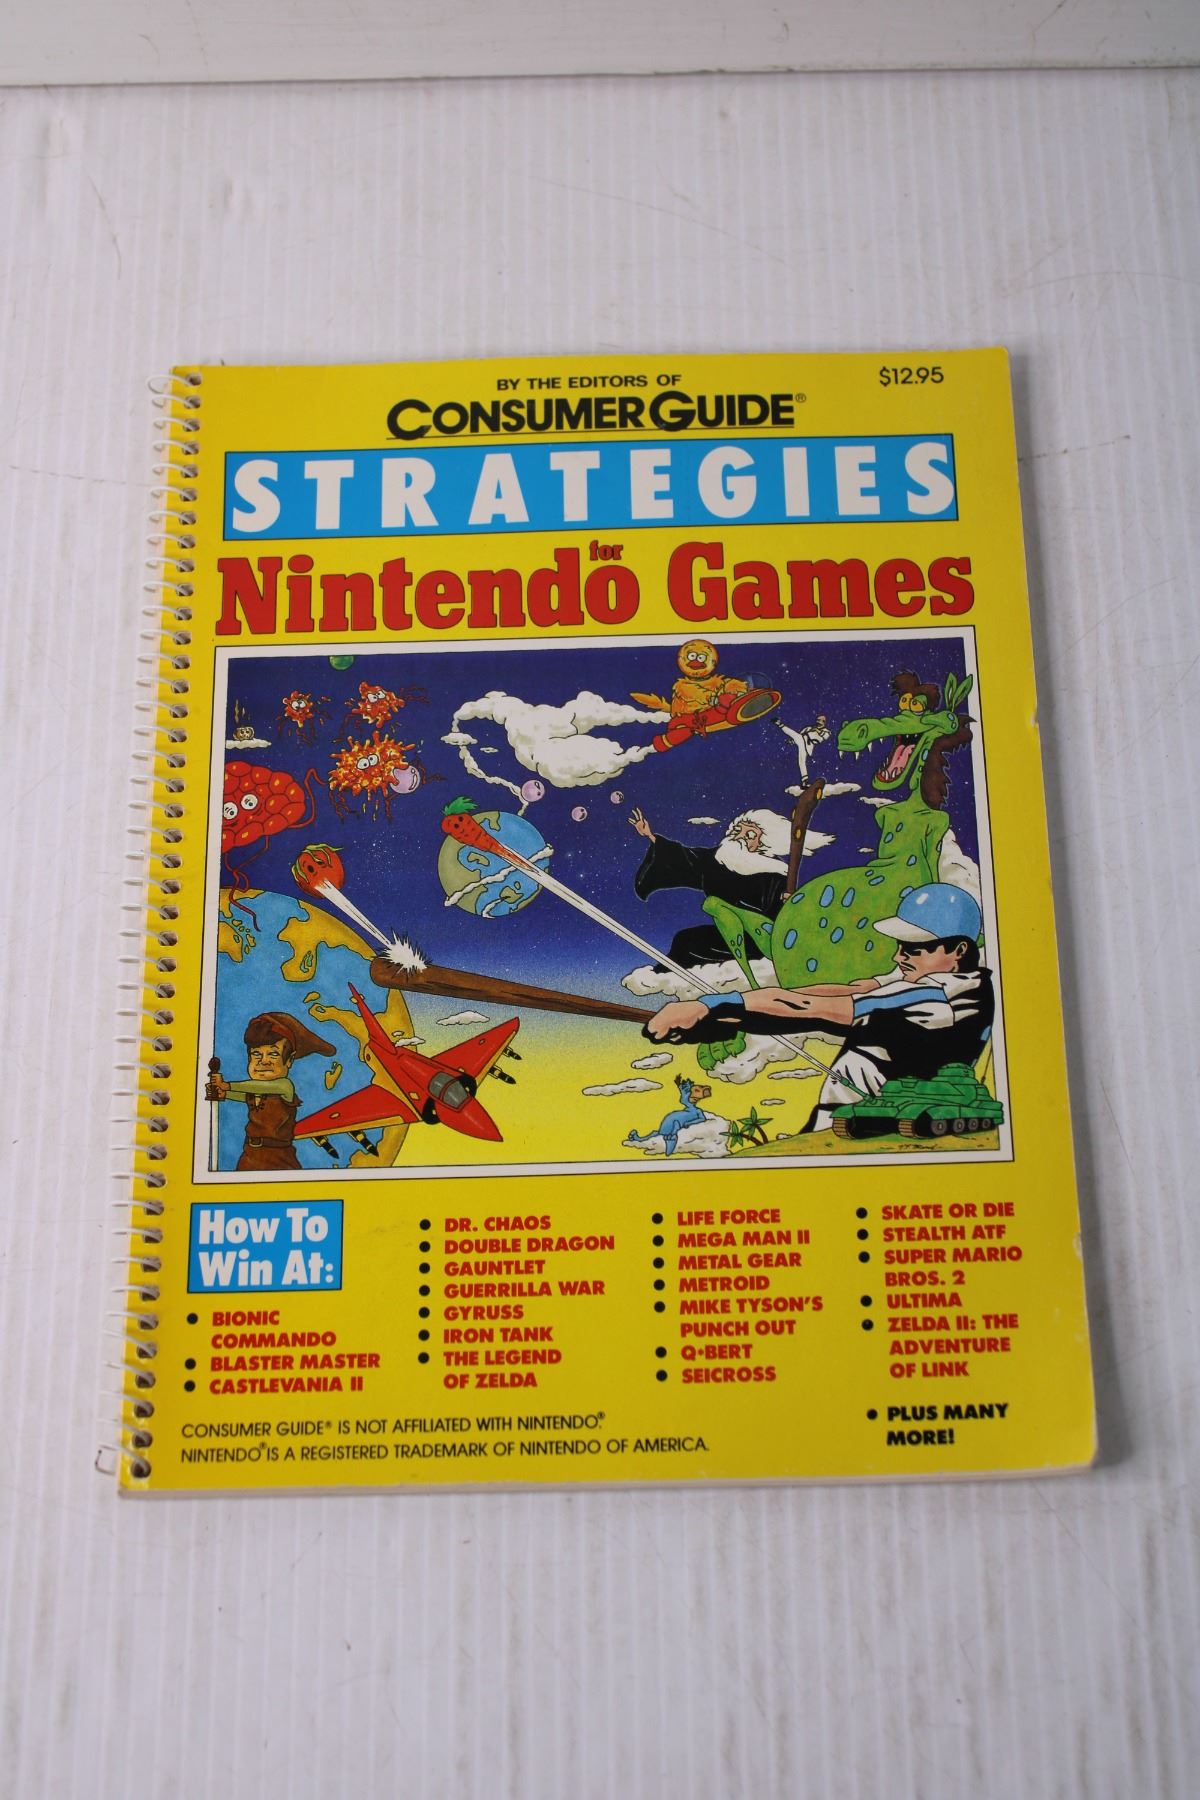 BY THE EDITORS OF
$12.95
CONSUMER GUIDE®
STRATEGIES
for
Nintendo Games
How To
Win At:
• BIONIC
COMMANDO
• BLASTER MASTER
• CASTLEVANIA II
• DR. CHAOS
• DOUBLE DRAGON
• GAUNTLET
• GUERRILLA WAR
• GYRUSS
• IRON TANK
• THE LEGEND
OF ZELDA
• LIFE FORCE
• MEGA MAN II
• METAL GEAR
• METROID
• MIKE TYSON'S
PUNCH OUT
• Q•BERT
• SEICROSS
• SKATE OR DIE
• STEALTH ATF
• SUPER MARIO
BROS. 2
• ULTIMA
• ZELDA II: THE
ADVENTURE
OF LINK
• PLUS MANY
MORE!
CONSUMER GUIDE® IS NOT AFFILIATED WITH NINTENDO®.
NINTENDO® IS A REGISTERED TRADEMARK OF NINTENDO OF AMERICA.